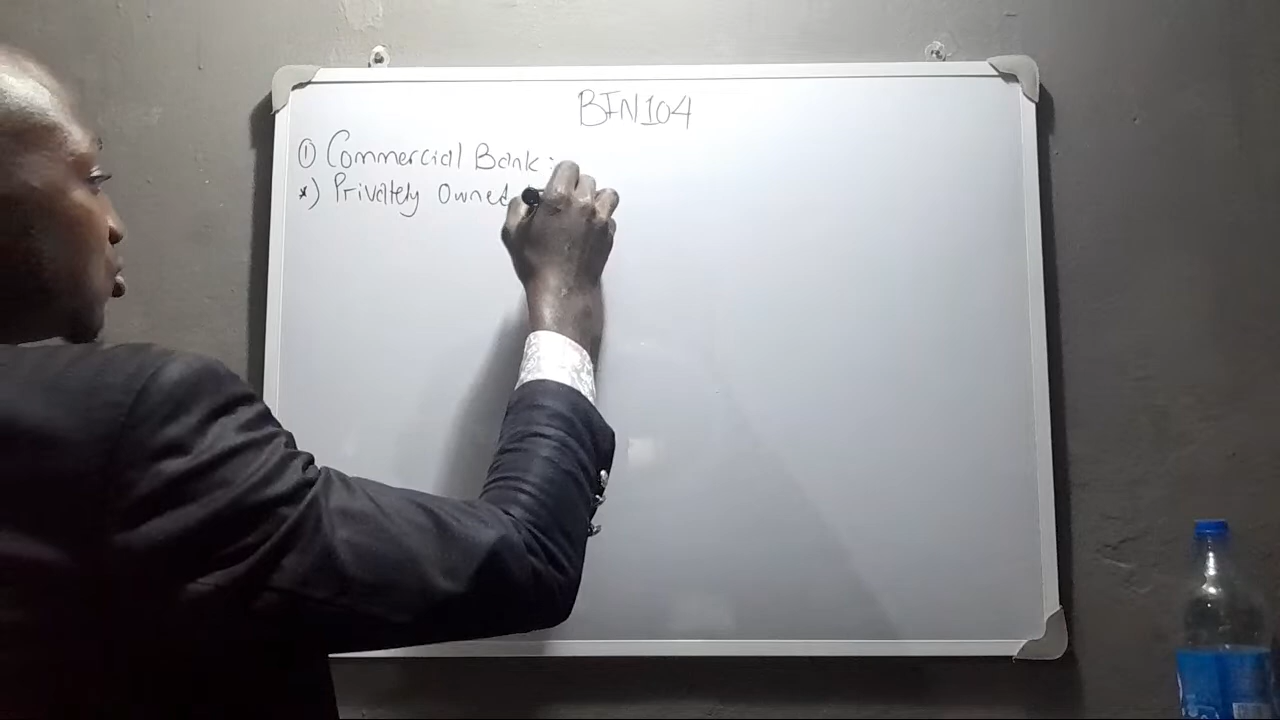 BFN104
① Commercial Bank:
*) Privately Owned